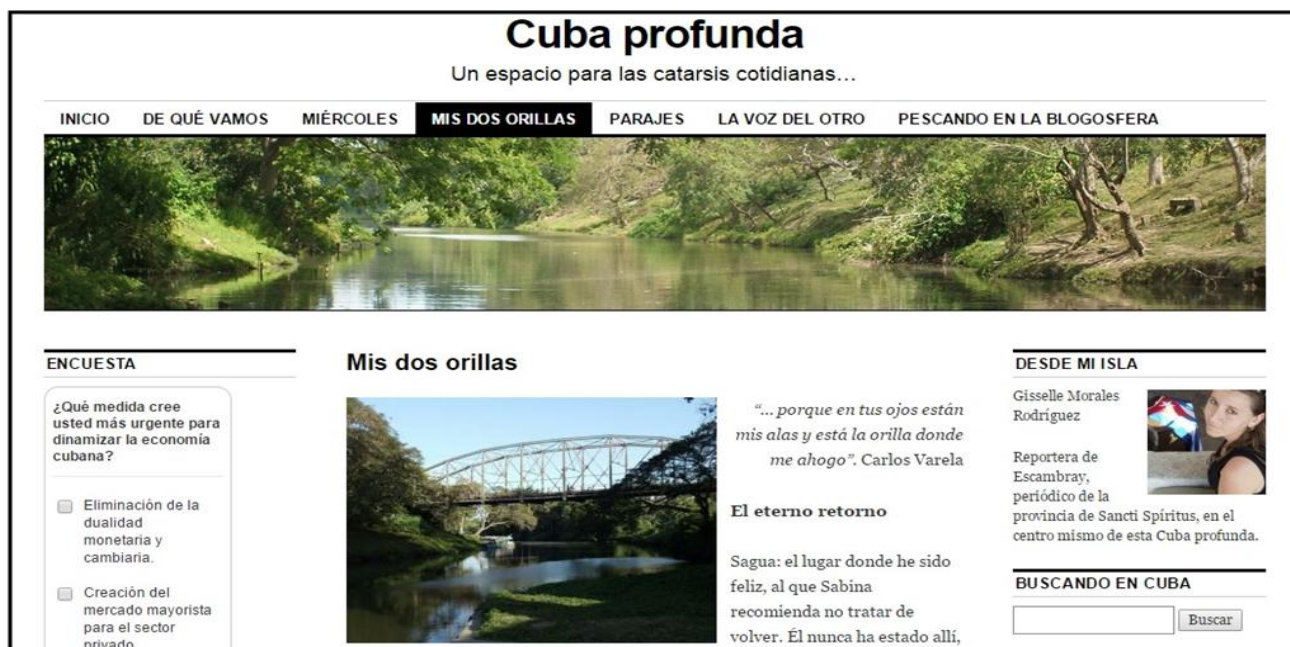 Cuba profunda
Un espacio para las catarsis cotidianas...
INICIO DE QUÉ VAMOS MIÉRCOLES MIS DOS ORILLAS PARAJES LA VOZ DEL OTRO PESCANDO EN LA BLOGOSFERA
ENCUESTA
¿Qué medida cree
usted más urgente para
dinamizar la economía
cubana?
Eliminación de la
dualidad
monetaria y
cambiaria.
Creación del
mercado mayorista
para el sector
privado
Mis dos orillas
"... porque en tus ojos están
mis alas y está la orilla donde
me ahogo". Carlos Varela
El eterno retorno
Sagua: el lugar donde he sido
feliz, al que Sabina
recomienda no tratar de
volver. Él nunca ha estado allí,
DESDE MI ISLA
Gisselle Morales
Rodríguez
Reportera de
Escambray,
periódico de la
provincia de Sancti Spíritus, en el
centro mismo de esta Cuba profunda.
BUSCANDO EN CUBA
Buscar